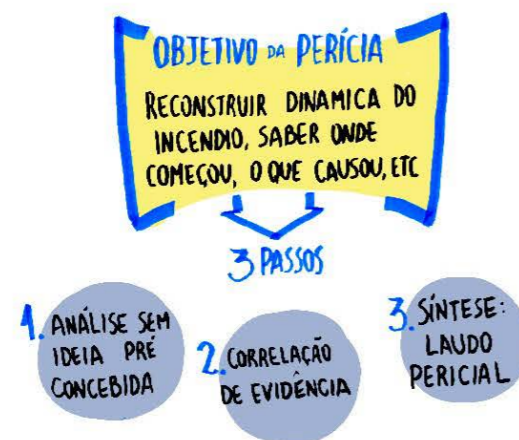 OBJETIVO DA PERÍCIA
RECONSTRUIR DINAMICA DO
INCENDIO, SABER ONDE
COMEÇOU, O QUE CAUSOU, ETC
3 PASSOS
1. ANÁLISE SEM
IDEIA PRÉ
CONCEBIDA
2. CORRELAÇÃO
DE EVIDÊNCIA
3. SÍNTESE:
LAUDO
PERICIAL